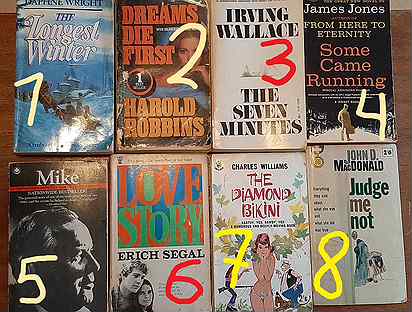 DAPHNE WRIGHT
THE
Longest
Winter
1
DREAMS
DIE
FIRST
2
HAROLD
ROBBINS
IRVING
WALLACE
3
THE
SEVEN
MINUTES
James Jones
FROM HERE TO
ETERNITY
Some
Came
Running
4
Mike
NATIONWIDE BESTSELLER
5
LOVE
STORY
ERICH SEGAL
6
CHARLES WILLIAMS
THE
DIAMOND
BIKINI
7
JOHN D.
MACDONALD
Judge
me
not
8